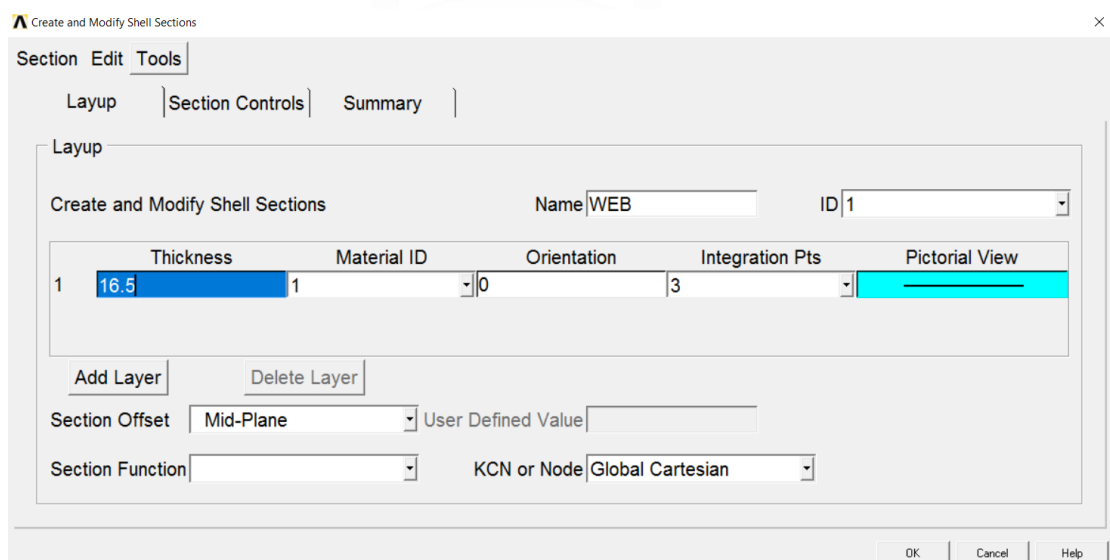 Create and Modify Shell Sections
Section Edit Tools
Layup Section Controls Summary
Layup
Create and Modify Shell Sections Name WEB ID 1
Thickness Material ID Orientation Integration Pts Pictorial View
1 16.5 1 0 3
Add Layer Delete Layer
Section Offset Mid-Plane User Defined Value
Section Function KCN or Node Global Cartesian
OK Cancel Help